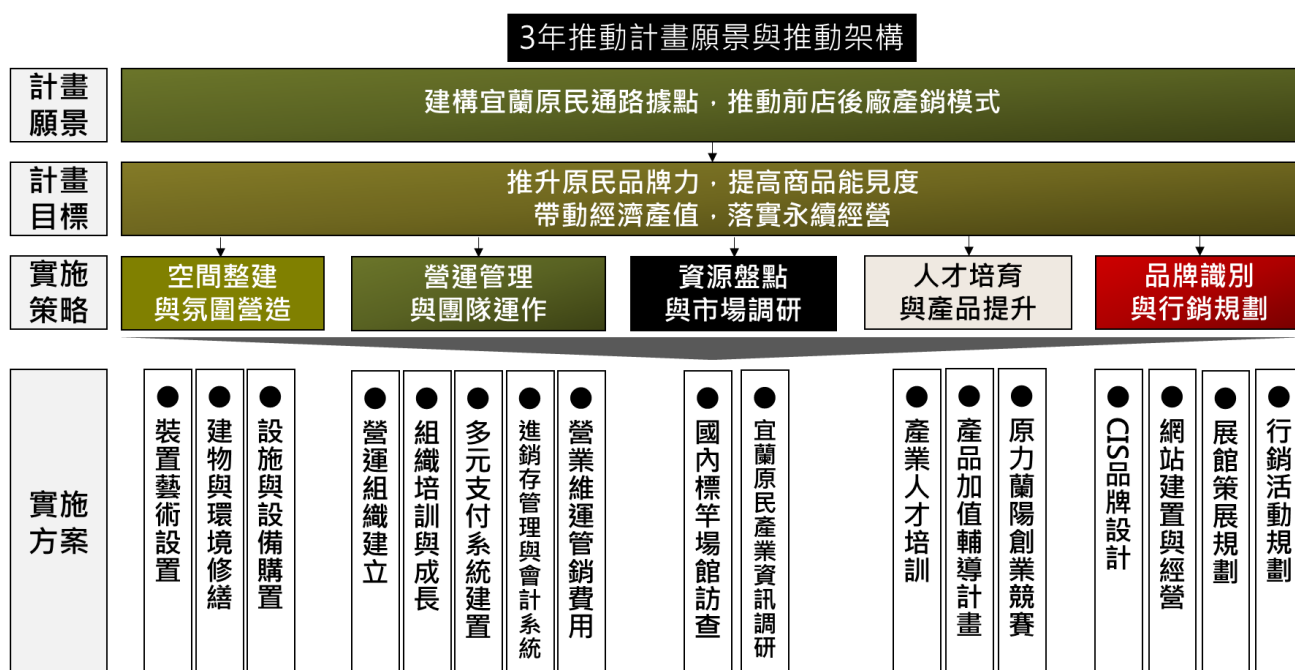 3年推動計畫願景與推動架構
計畫
願景
建構宜蘭原民通路據點，推動前店後廠產銷模式
計畫
目標
推升原民品牌力，提高商品能見度
帶動經濟產值，落實永續經營
實施
策略
空間整建
與氛圍營造
營運管理
與團隊運作
資源盤點
與市場調研
人才培育
與產品提升
品牌識別
與行銷規劃
實施
方案
●裝置藝術設置
●建物與環境修繕
●設施與設備購置
●營運組織建立
●組織培訓與成長
●多元支付系統建置
●進銷存管理與會計系統
●營業維運管銷費用
●國內標竿場館訪查
●宜蘭原民產業資訊調研
●產業人才培訓
●產品加值輔導計畫
●原力蘭陽創業競賽
●CIS品牌設計
●網站建置與經營
●展館策展規劃
●行銷活動規劃